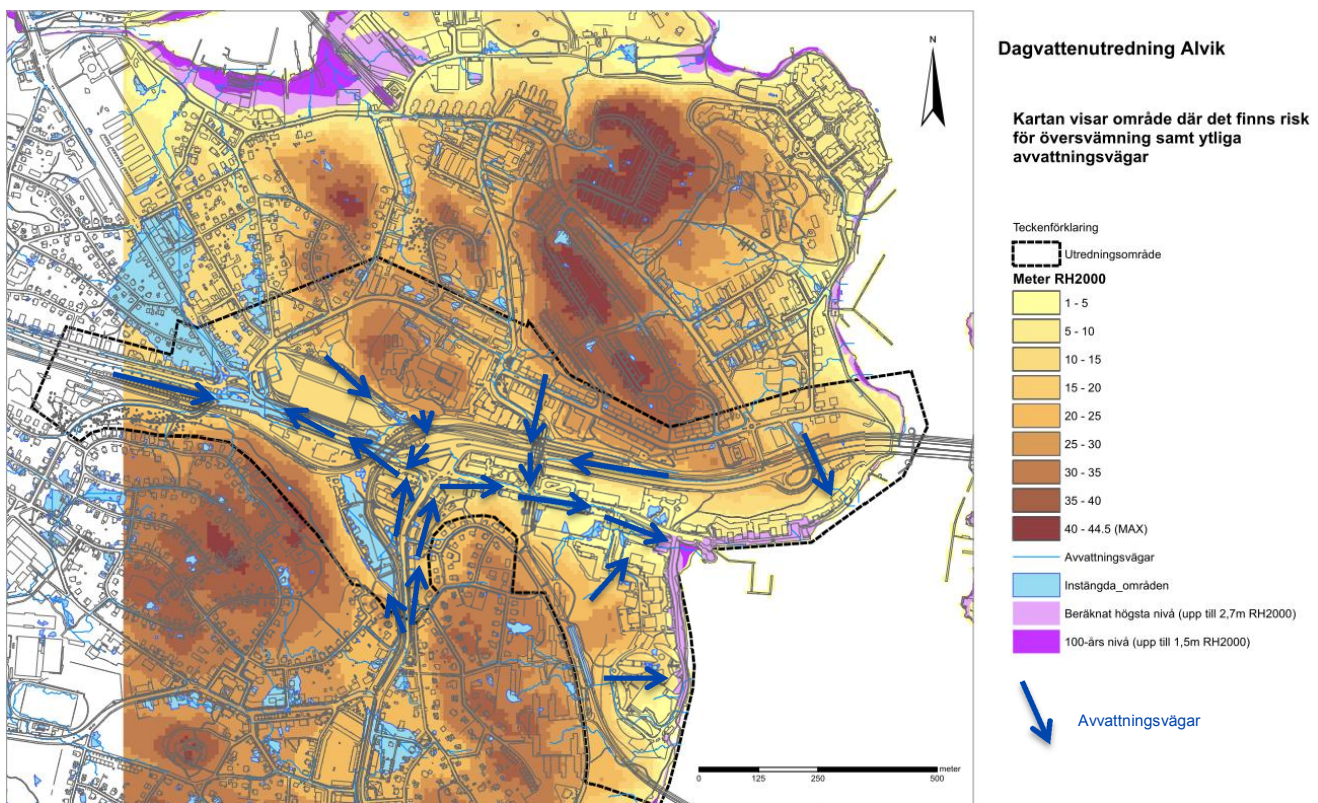 N
Dagvattenutredning Alvik
Kartan visar område där det finns risk
för översvämning samt ytliga
avvattningsvägar
Teckenförklaring
Utredningsområde
Meter RH2000
1 - 5
5 - 10
10 - 15
15 - 20
20 - 25
25 - 30
30 - 35
35 - 40
40 - 44.5 (MAX)
Avvattningsvägar
Instängda_områden
Beräknat högsta nivå (upp till 2,7m RH2000)
100-års nivå (upp till 1,5m RH2000)
Avvattningsvägar
meter
0 125 250 500